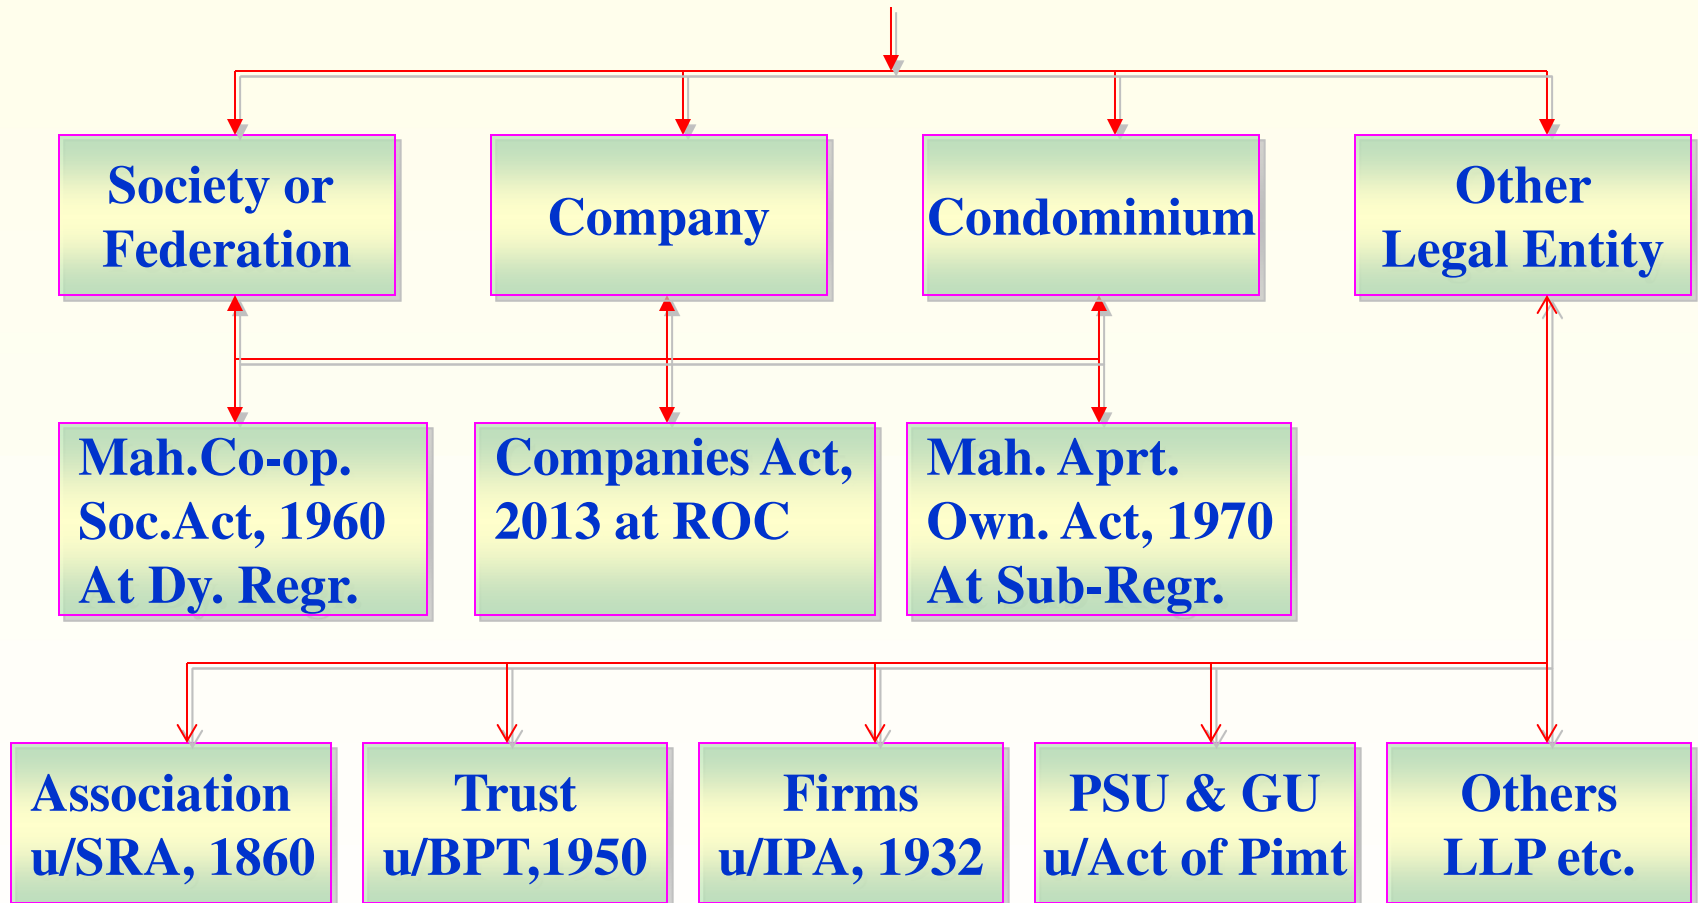 Society or
Federation
Company
Condominium
Other
Legal Entity
Mah.Co-op.
Soc.Act, 1960
At Dy. Regr.
Companies Act,
2013 at ROC
Mah. Aprt.
Own. Act, 1970
At Sub-Regr.
Association
u/SRA, 1860
Trust
u/BPT,1950
Firms
u/IPA, 1932
PSU & GU
u/Act of Pimt
Others
LLP etc.